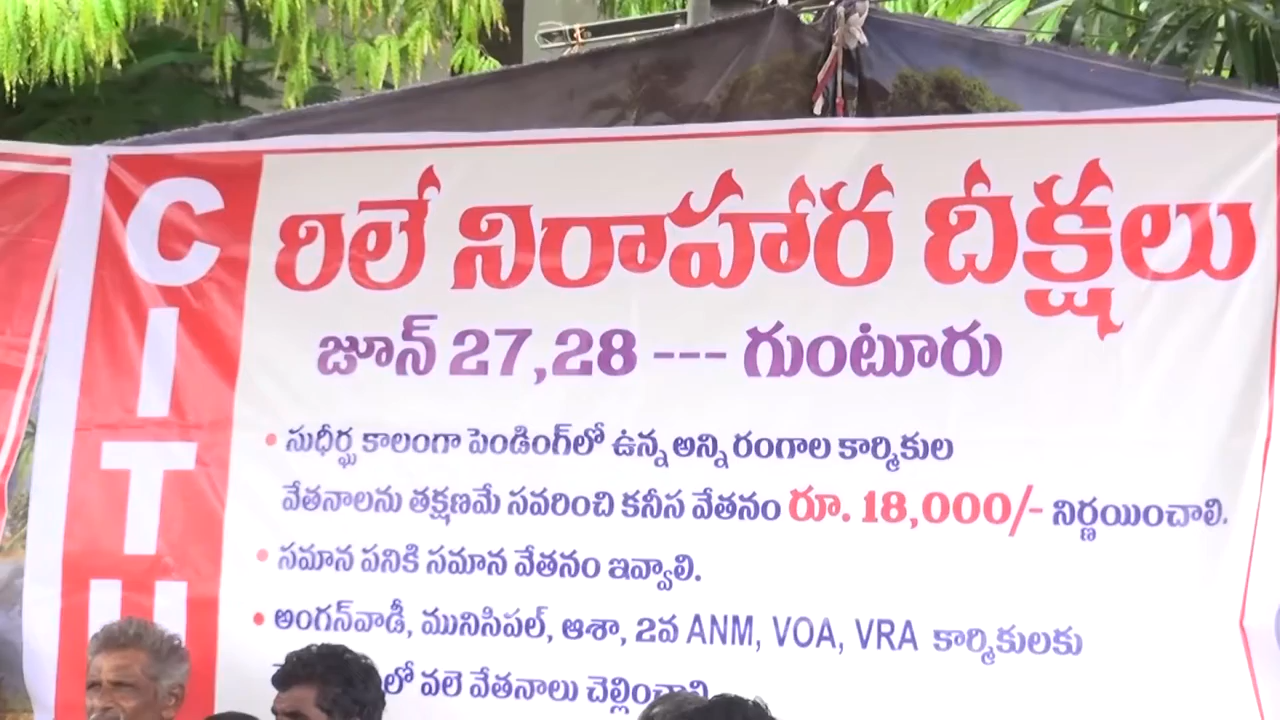 CITU
రిలే నిరాహార దీక్షలు
జూన్ 27,28 --- గుంటూరు
• సుదీర్ఘ కాలంగా పెండింగ్‌లో ఉన్న అన్ని రంగాల కార్మికుల
వేతనాలను తక్షణమే సవరించి కనీస వేతనం రూ. 18,000/- నిర్ణయించాలి.
• సమాన పనికి సమాన వేతనం ఇవ్వాలి.
• అంగన్‌వాడీ, మునిసిపల్, ఆశా, 2వ ANM, VOA, VRA కార్మికులకు
లో వలె వేతనాలు చెల్లించాలి